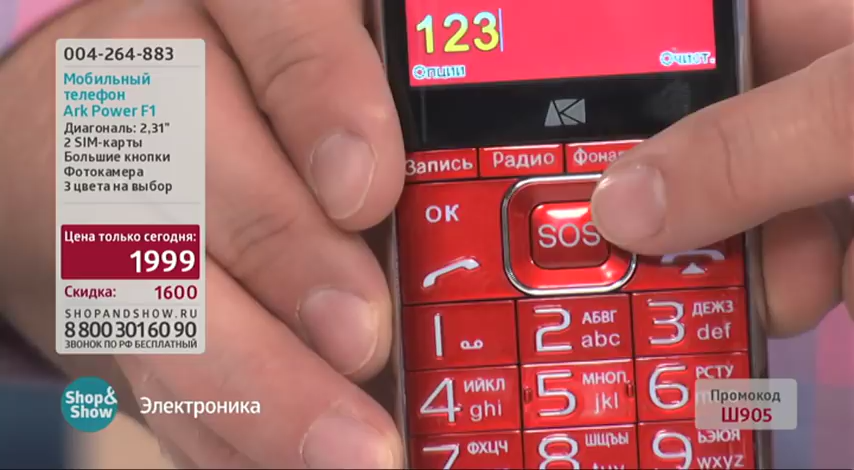 004-264-883
Мобильный
телефон
Ark Power F1
Диагональ: 2,31"
2 SIM-карты
Большие кнопки
Фотокамера
3 цвета на выбор
Цена только сегодня:
1999
Скидка: 1600
SHOPANDSHOW.RU
8 800 301 60 90
ЗВОНОК ПО РФ БЕСПЛАТНЫЙ
Shop&
Show
Электроника
123
Опции Очист.
Запись Радио
OK
SOS
1
2 АБВГ abc
3 ДЕЖЗ def
4 ИЙКЛ ghi
5 МНОП jkl
6 РСТУ
7 ФХЦЧ
8 ШЩЪЫ
9 ЬЭЮЯ wxyz
Промокод
Ш905